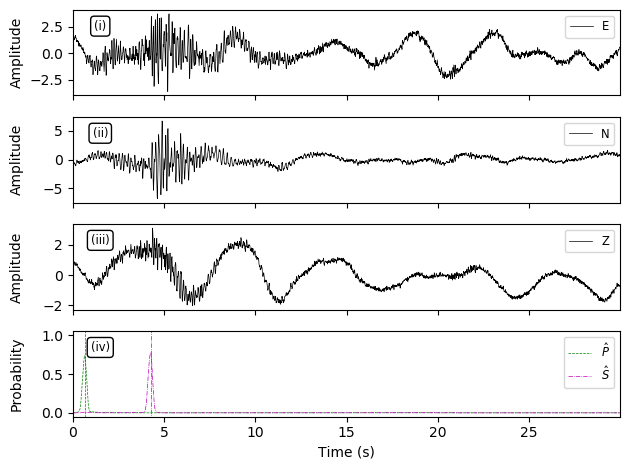 Amplitude
2.5
0.0
−2.5
(i)
E
Amplitude
5
0
−5
(ii)
N
Amplitude
2
0
−2
(iii)
Z
Probability
1.0
0.5
0.0
(iv)
P̂
Ŝ
0 5 10 15 20 25
Time (s)